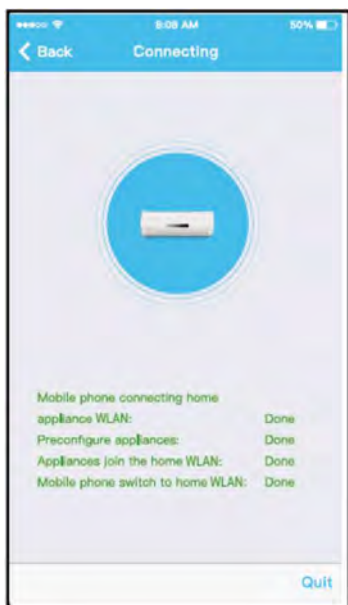 9:08 AM
50%
Back
Connecting
Mobile phone connecting home
appliance WLAN: Done
Preconfigure appliances: Done
Appliances join the home WLAN: Done
Mobile phone switch to home WLAN: Done
Quit